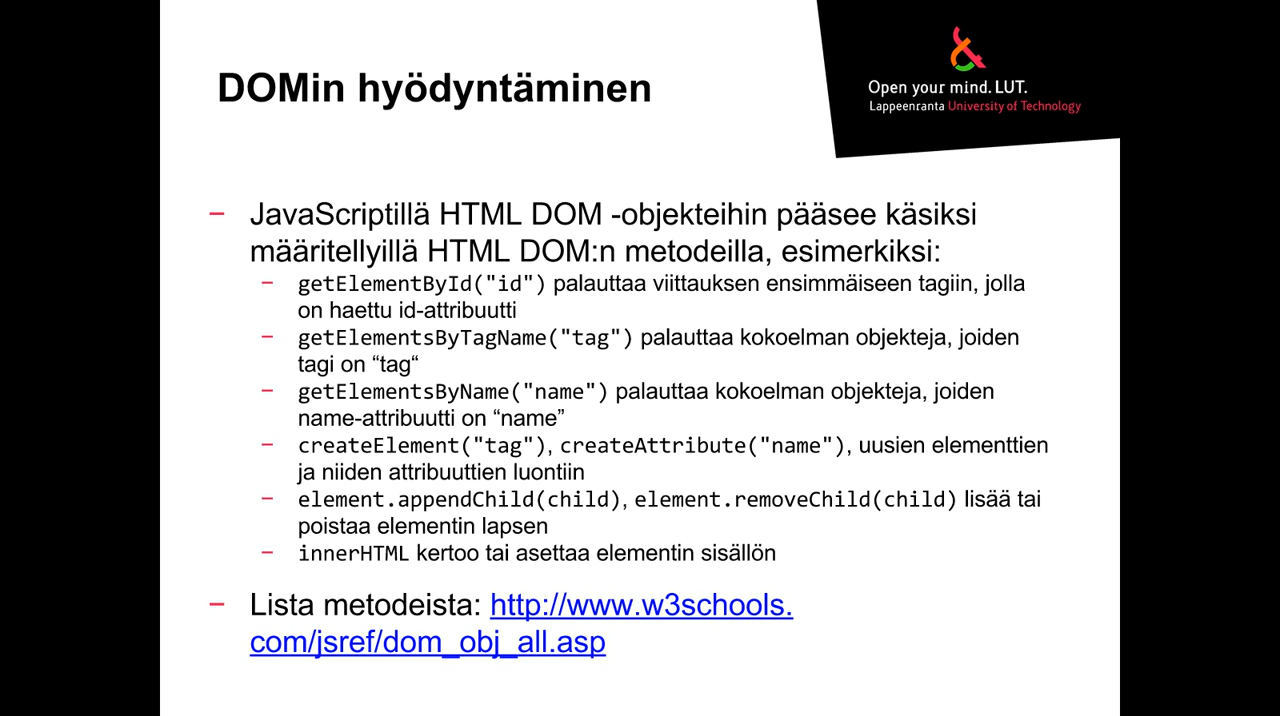 DOMin hyödyntäminen
Open your mind. LUT.
Lappeenranta University of Technology
– JavaScriptillä HTML DOM -objekteihin pääsee käsiksi
määritellyillä HTML DOM:n metodeilla, esimerkiksi:
– getElementById("id") palauttaa viittauksen ensimmäiseen tagiin, jolla
on haettu id-attribuutti
– getElementsByTagName("tag") palauttaa kokoelman objekteja, joiden
tagi on “tag“
– getElementsByName("name") palauttaa kokoelman objekteja, joiden
name-attribuutti on “name”
– createElement("tag"), createAttribute("name"), uusien elementtien
ja niiden attribuuttien luontiin
– element.appendChild(child), element.removeChild(child) lisää tai
poistaa elementin lapsen
– innerHTML kertoo tai asettaa elementin sisällön
– Lista metodeista: http://www.w3schools.
com/jsref/dom_obj_all.asp